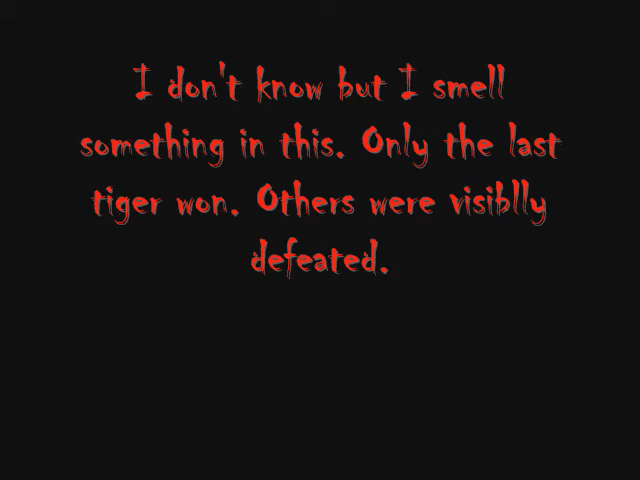 I don't know but I smell
something in this. Only the last
tiger won. Others were visiblly
defeated.